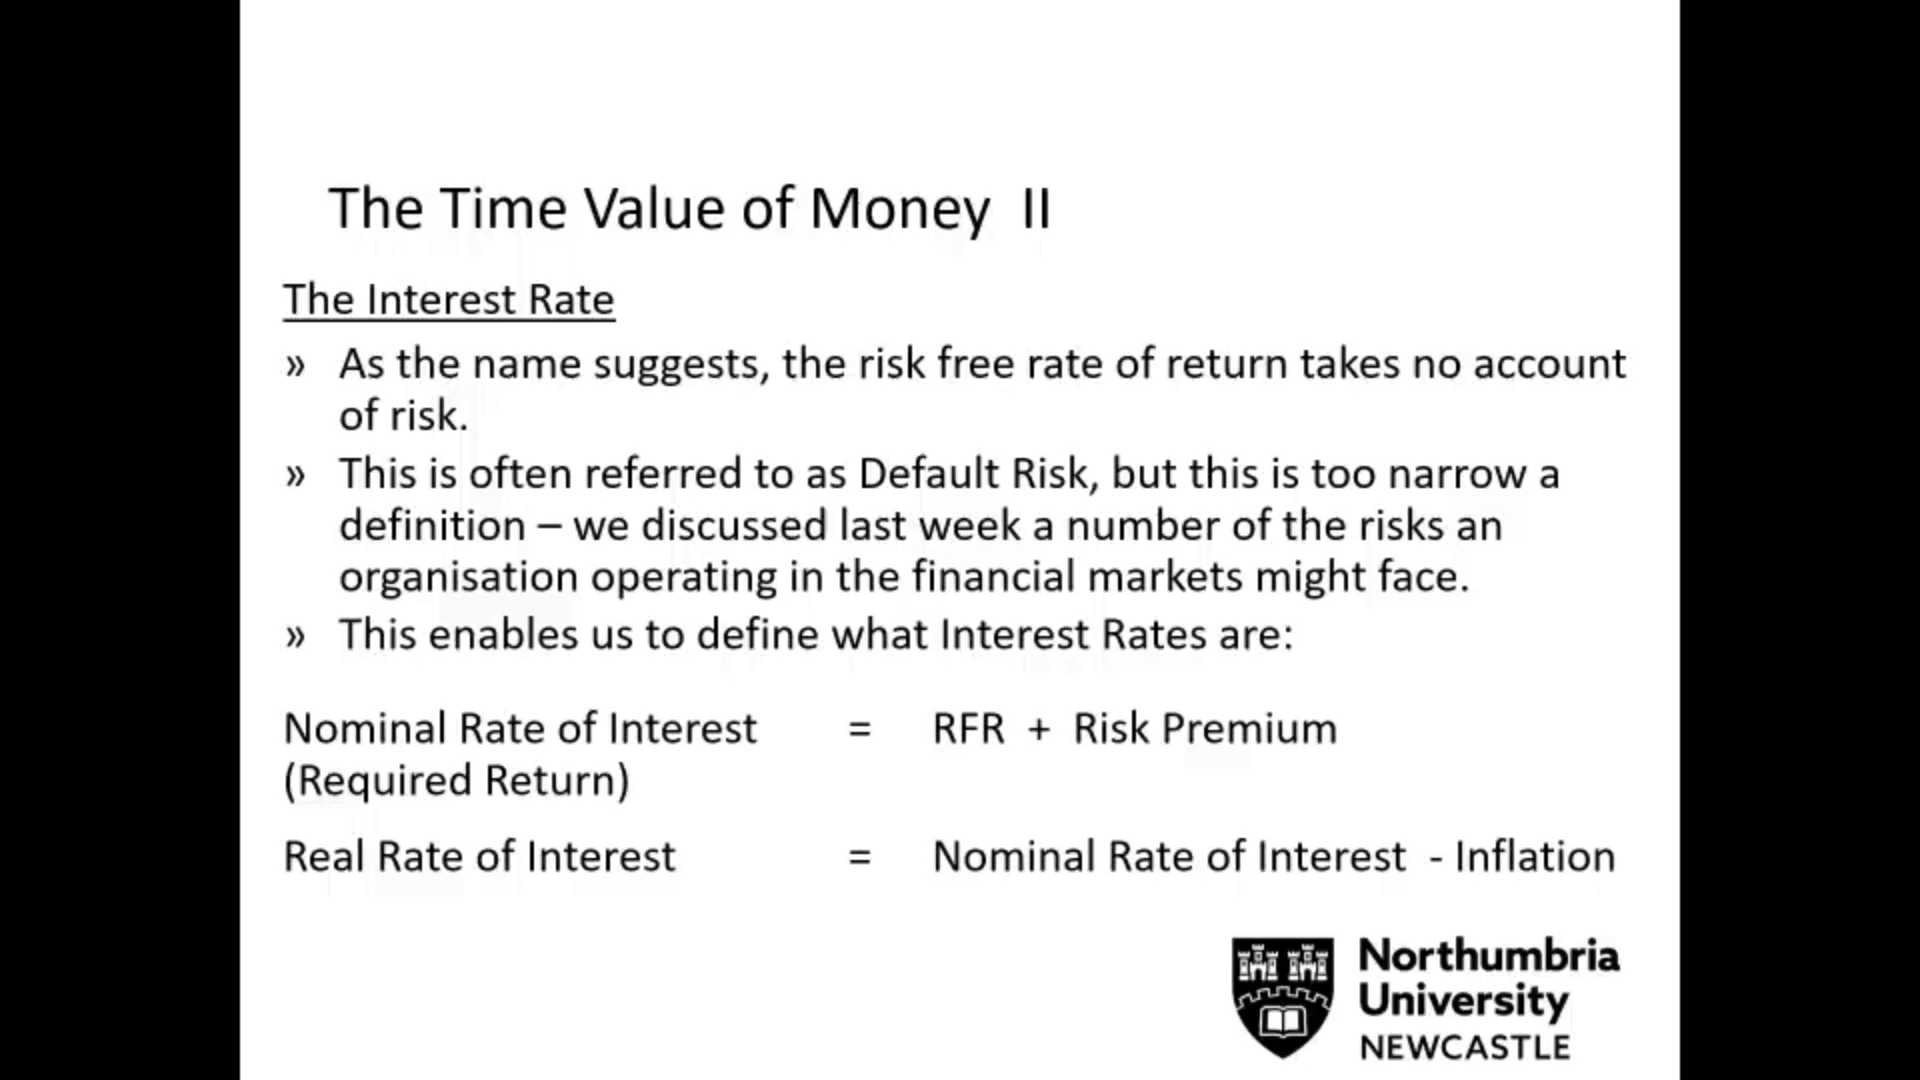 The Time Value of Money  II
The Interest Rate
» As the name suggests, the risk free rate of return takes no account
of risk.
» This is often referred to as Default Risk, but this is too narrow a
definition – we discussed last week a number of the risks an
organisation operating in the financial markets might face.
» This enables us to define what Interest Rates are:
Nominal Rate of Interest = RFR + Risk Premium
(Required Return)
Real Rate of Interest = Nominal Rate of Interest - Inflation
Northumbria
University
NEWCASTLE